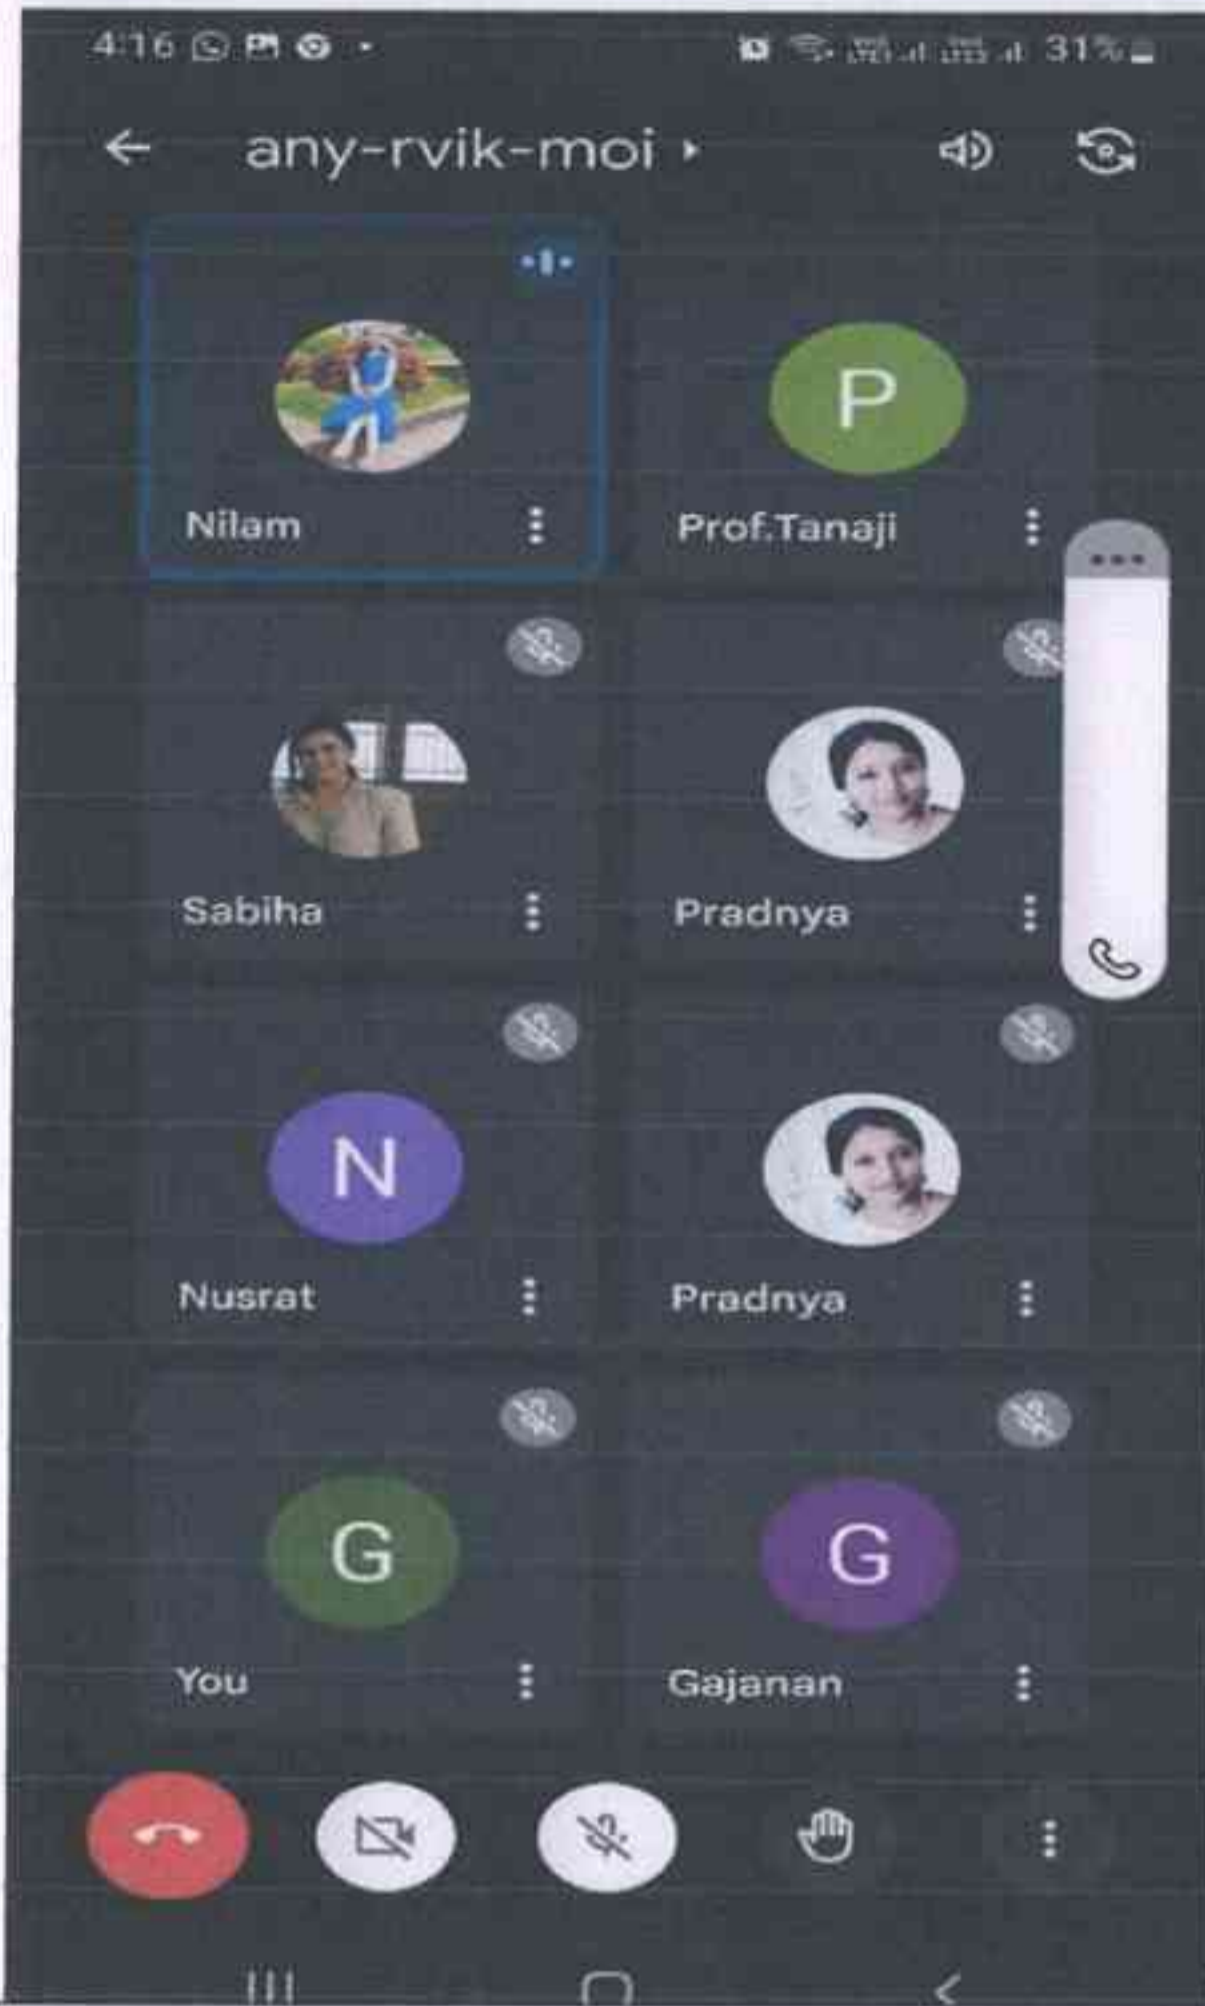 4:16 31%
any-rvik-moi
P
Nilam Prof.Tanaji
Sabiha Pradnya
N
Nusrat Pradnya
G G
You Gajanan